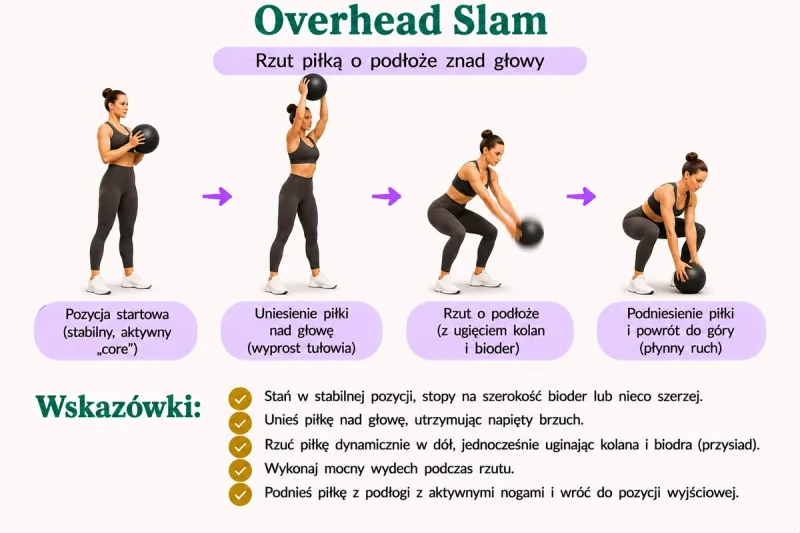 Overhead Slam
Rzut piłką o podłoże znad głowy
Pozycja startowa
(stabilny, aktywny
„core”)
Uniesienie piłki
nad głowę
(wyprost tułowia)
Rzut o podłoże
(z ugięciem kolan
i bioder)
Podniesienie piłki
i powrót do góry
(płynny ruch)
Wskazówki:
Stań w stabilnej pozycji, stopy na szerokość bioder lub nieco szerzej.
Unieś piłkę nad głowę, utrzymując napięty brzuch.
Rzuć piłkę dynamicznie w dół, jednocześnie uginając kolana i biodra (przysiad).
Wykonaj mocny wydech podczas rzutu.
Podnieś piłkę z podłogi z aktywnymi nogami i wróć do pozycji wyjściowej.